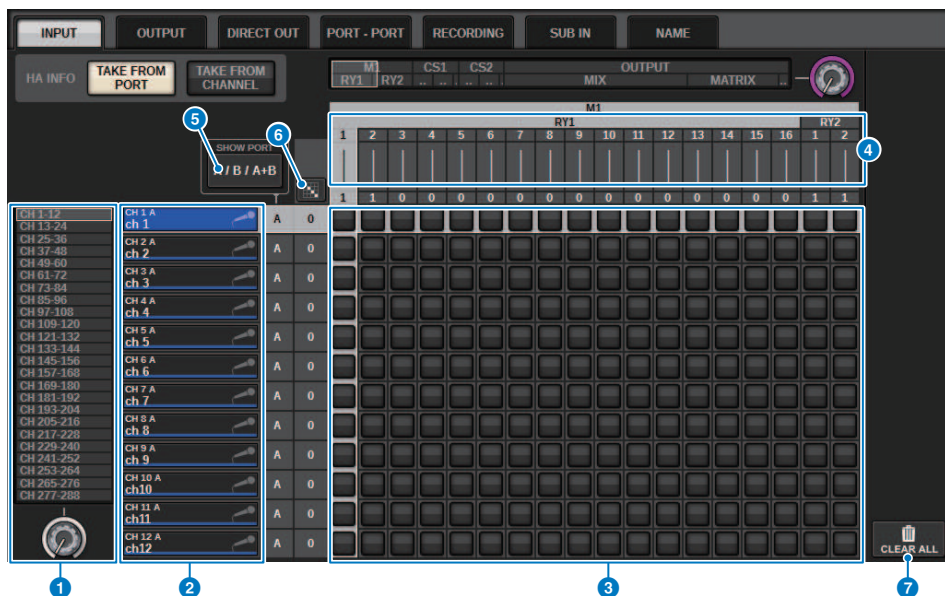 INPUT OUTPUT DIRECT OUT PORT - PORT RECORDING SUB IN NAME
HA INFO TAKE FROM PORT TAKE FROM CHANNEL
M1 CS1 CS2 OUTPUT
RY1 RY2 .. .. .. .. MIX MATRIX ..
M1
RY1 RY2
1 2 3 4 5 6 7 8 9 10 11 12 13 14 15 16 1 2
4
5
6
SHOW PORT
A / B / A+B
1 1 0 0 0 0 0 0 0 0 0 0 0 0 0 0 1 1
CH 1-12
CH 13-24
CH 25-36
CH 37-48
CH 49-60
CH 61-72
CH 73-84
CH 85-96
CH 97-108
CH 109-120
CH 121-132
CH 133-144
CH 145-156
CH 157-168
CH 169-180
CH 181-192
CH 193-204
CH 205-216
CH 217-228
CH 229-240
CH 241-252
CH 253-264
CH 265-276
CH 277-288
CH 1 A
ch 1 A 0
CH 2 A
ch 2 A 0
CH 3 A
ch 3 A 0
CH 4 A
ch 4 A 0
CH 5 A
ch 5 A 0
CH 6 A
ch 6 A 0
CH 7 A
ch 7 A 0
CH 8 A
ch 8 A 0
CH 9 A
ch 9 A 0
CH 10 A
ch10 A 0
CH 11 A
ch11 A 0
CH 12 A
ch12 A 0
CLEAR ALL
1 2 3 7